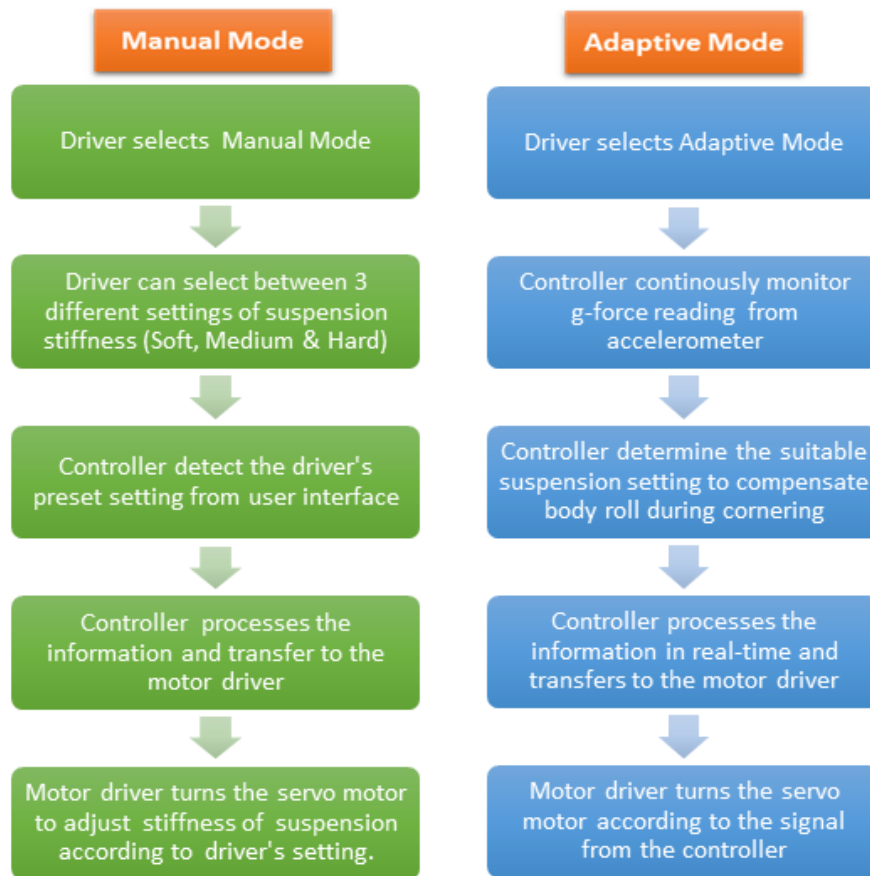 Manual Mode
Driver selects Manual Mode
Driver can select between 3
different settings of suspension
stiffness (Soft, Medium & Hard)
Controller detect the driver's
preset setting from user interface
Controller processes the
information and transfer to the
motor driver
Motor driver turns the servo motor
to adjust stiffness of suspension
according to driver's setting.
Adaptive Mode
Driver selects Adaptive Mode
Controller continously monitor
g-force reading from
accelerometer
Controller determine the suitable
suspension setting to compensate
body roll during cornering
Controller processes the
information in real-time and
transfers to the motor driver
Motor driver turns the servo
motor according to the signal
from the controller